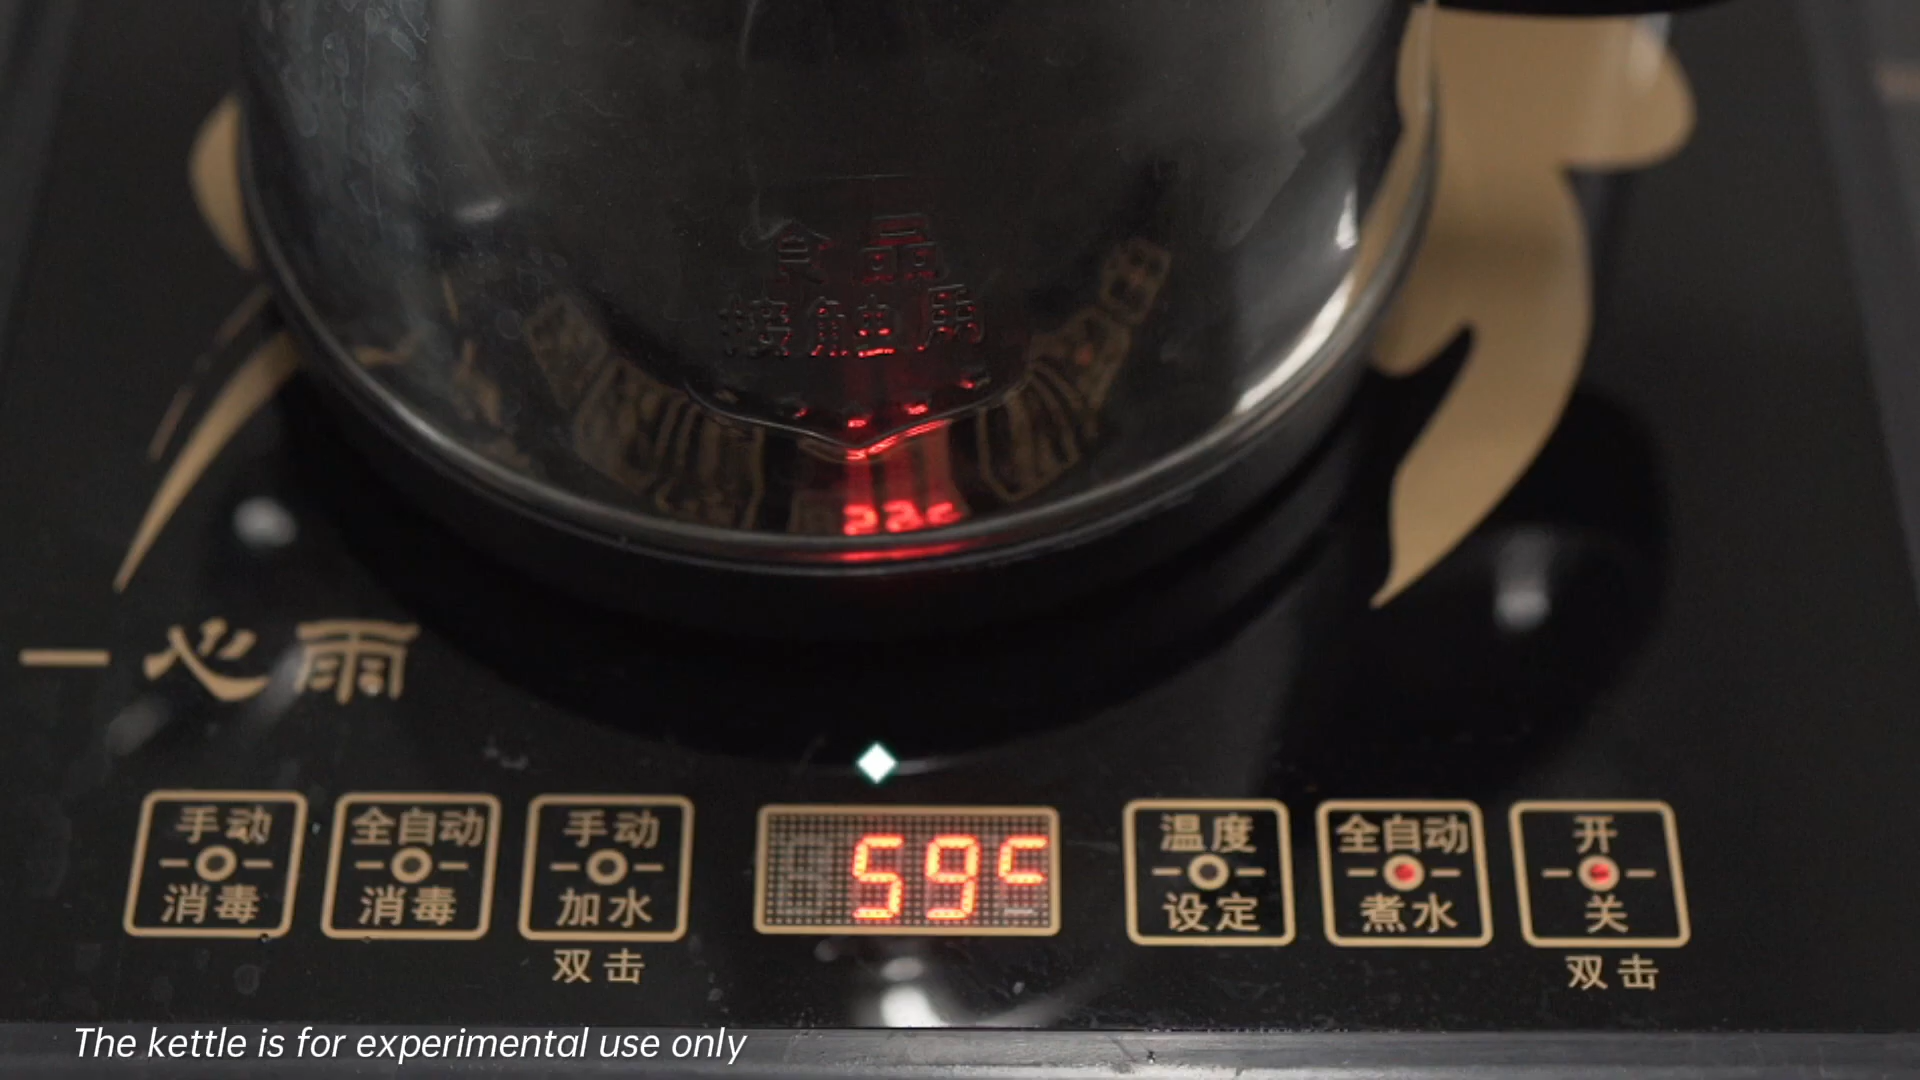 食品
接触用
一心雨
手动
消毒
全自动
消毒
手动
加水
双击
59c
温度
设定
全自动
煮水
开
关
双击
The kettle is for experimental use only